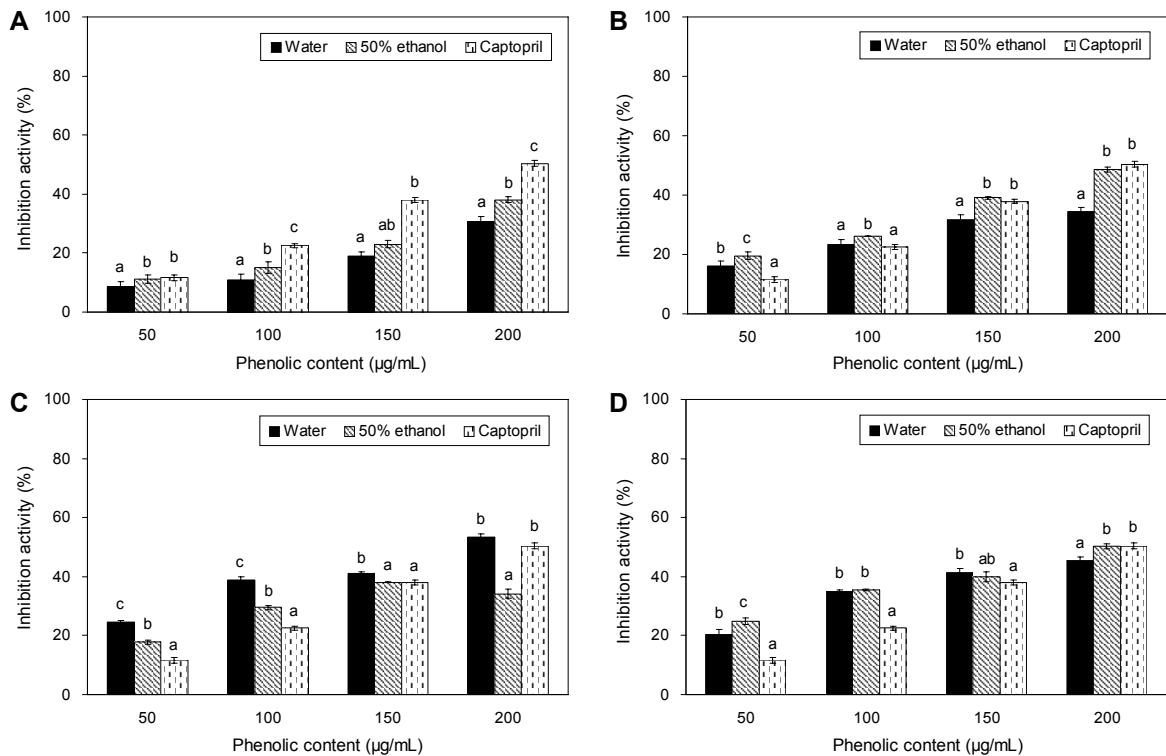 A
Water 50% ethanol Captopril
Inhibition activity (%)
100
80
60
40
20
0
a b b
a b c
a ab b
a b c
50 100 150 200
Phenolic content (µg/mL)
B
Water 50% ethanol Captopril
Inhibition activity (%)
100
80
60
40
20
0
b c a
a b a
a b b
a b b
50 100 150 200
Phenolic content (µg/mL)
C
Water 50% ethanol Captopril
Inhibition activity (%)
100
80
60
40
20
0
c b a
c b a
b a a
b a b
50 100 150 200
Phenolic content (µg/mL)
D
Water 50% ethanol Captopril
Inhibition activity (%)
100
80
60
40
20
0
b c a
b b a
b ab a
a b b
50 100 150 200
Phenolic content (µg/mL)